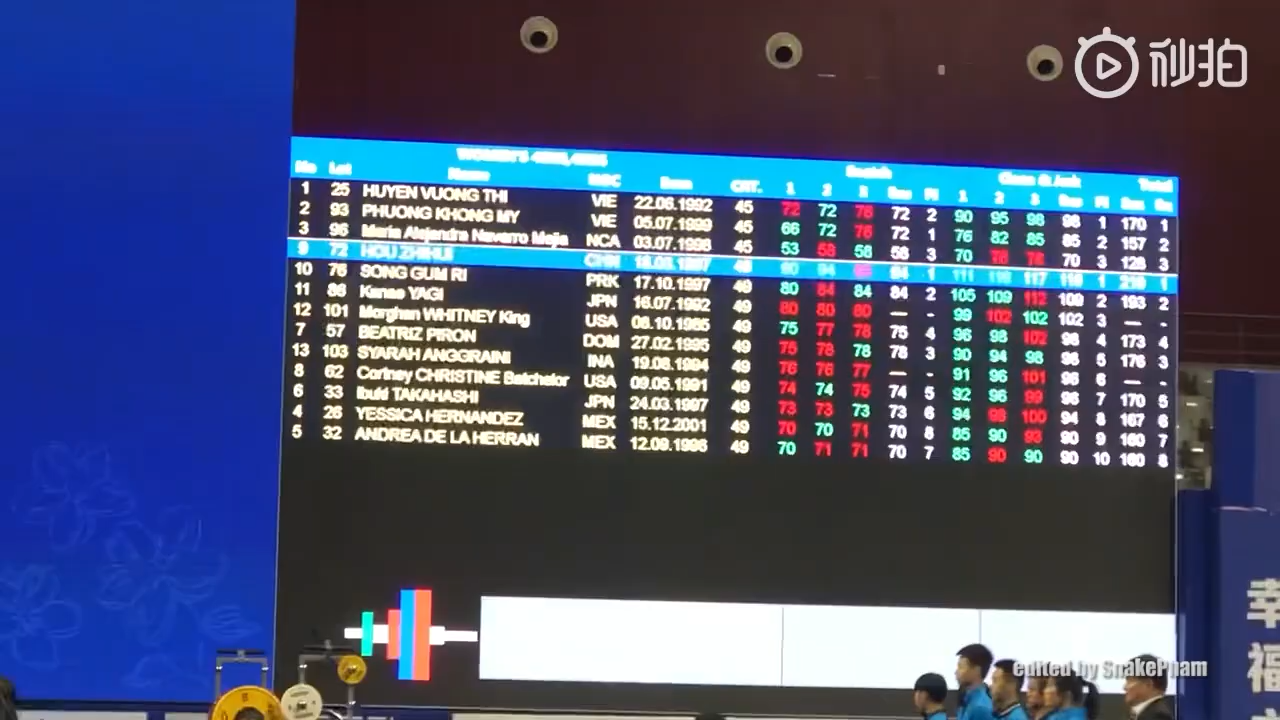 秒拍
WOMEN'S
No Lot Name NOC Born CAT. Snatch 1 2 3 Res Pl Clean & Jerk 1 2 3 Res Pl Total Res
1 25 HUYEN VUONG THI VIE 22.06.1992 45 72 72 76 72 2 90 95 98 98 1 170 1
2 93 PHUONG KHONG MY VIE 05.07.1999 45 66 72 76 72 1 76 82 85 85 2 157 2
3 96 Maria Alejandra Navarro Mejia NCA 03.07.1998 45 53 58 58 58 3 70 70 3 128 3
9 72 HOU ZHIHUI CHN 49 94 1 111 117 1 1
10 76 SONG GUM RI PRK 17.10.1997 49 80 84 84 84 2 105 109 112 109 2 193 2
11 86 Kanae YAGI JPN 16.07.1992 49 80 80 80 — - 99 102 102 102 3 — -
12 101 Morghan WHITNEY King USA 08.10.1985 49 75 77 78 75 4 96 98 102 98 4 173 4
7 57 BEATRIZ PIRON DOM 27.02.1995 49 75 78 78 78 3 90 94 98 98 5 176 3
13 103 SYARAH ANGGRAINI INA 19.08.1994 49 76 76 77 — - 91 96 101 96 6 — -
8 62 Cortney CHRISTINE Batchelor USA 09.05.1991 49 74 74 75 74 5 92 96 99 96 7 170 5
6 33 Ibuki TAKAHASHI JPN 24.03.1997 49 73 73 73 73 6 94 98 100 94 8 167 6
4 26 YESSICA HERNANDEZ MEX 15.12.2001 49 70 70 71 70 8 85 90 93 90 9 160 7
5 32 ANDREA DE LA HERRAN MEX 12.09.1996 49 70 71 71 70 7 85 90 90 90 10 160 8
幸
福
edited by SnakePham